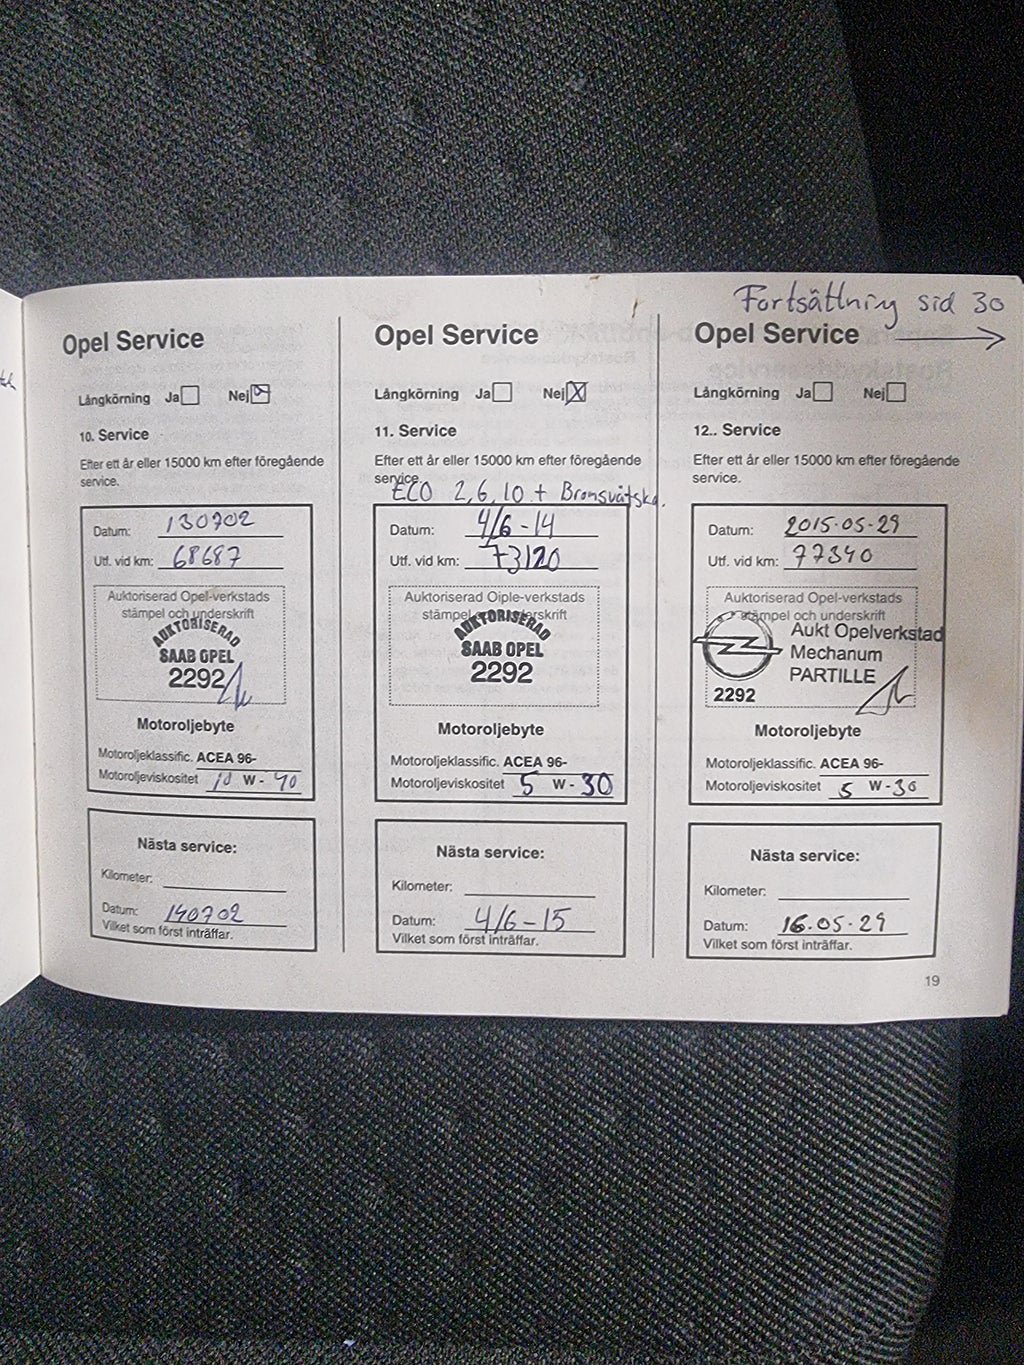 Fortsättning sid 30
Opel Service
Långkörning Ja Nej
10. Service
Efter ett år eller 15000 km efter föregående
service.
Datum: 130702
Utf. vid km: 68687
Auktoriserad Opel-verkstads
stämpel och underskrift
AUKTORISERAD
SAAB OPEL
2292
Motoroljebyte
Motoroljeklassific. ACEA 96-
Motoroljeviskositet 10 W - 40
Nästa service:
Kilometer:
Datum: 140702
Vilket som först inträffar.
Opel Service
Långkörning Ja Nej X
11. Service
Efter ett år eller 15000 km efter föregående
service.
ECO 2,6,10 + Bromsvätska.
Datum: 4/6-14
Utf. vid km: 73120
Auktoriserad Oiple-verkstads
stämpel och underskrift
AUKTORISERAD
SAAB OPEL
2292
Motoroljebyte
Motoroljeklassific. ACEA 96-
Motoroljeviskositet 5 W - 30
Nästa service:
Kilometer:
Datum: 4/6-15
Vilket som först inträffar.
Opel Service
Långkörning Ja Nej
12.. Service
Efter ett år eller 15000 km efter föregående
service.
Datum: 2015-05-29
Utf. vid km: 77340
Auktoriserad Opel-verkstads
stämpel och underskrift
Aukt Opelverkstad
Mechanum
PARTILLE
2292
Motoroljebyte
Motoroljeklassific. ACEA 96-
Motoroljeviskositet 5 W - 30
Nästa service:
Kilometer:
Datum: 16-05-29
Vilket som först inträffar.
19